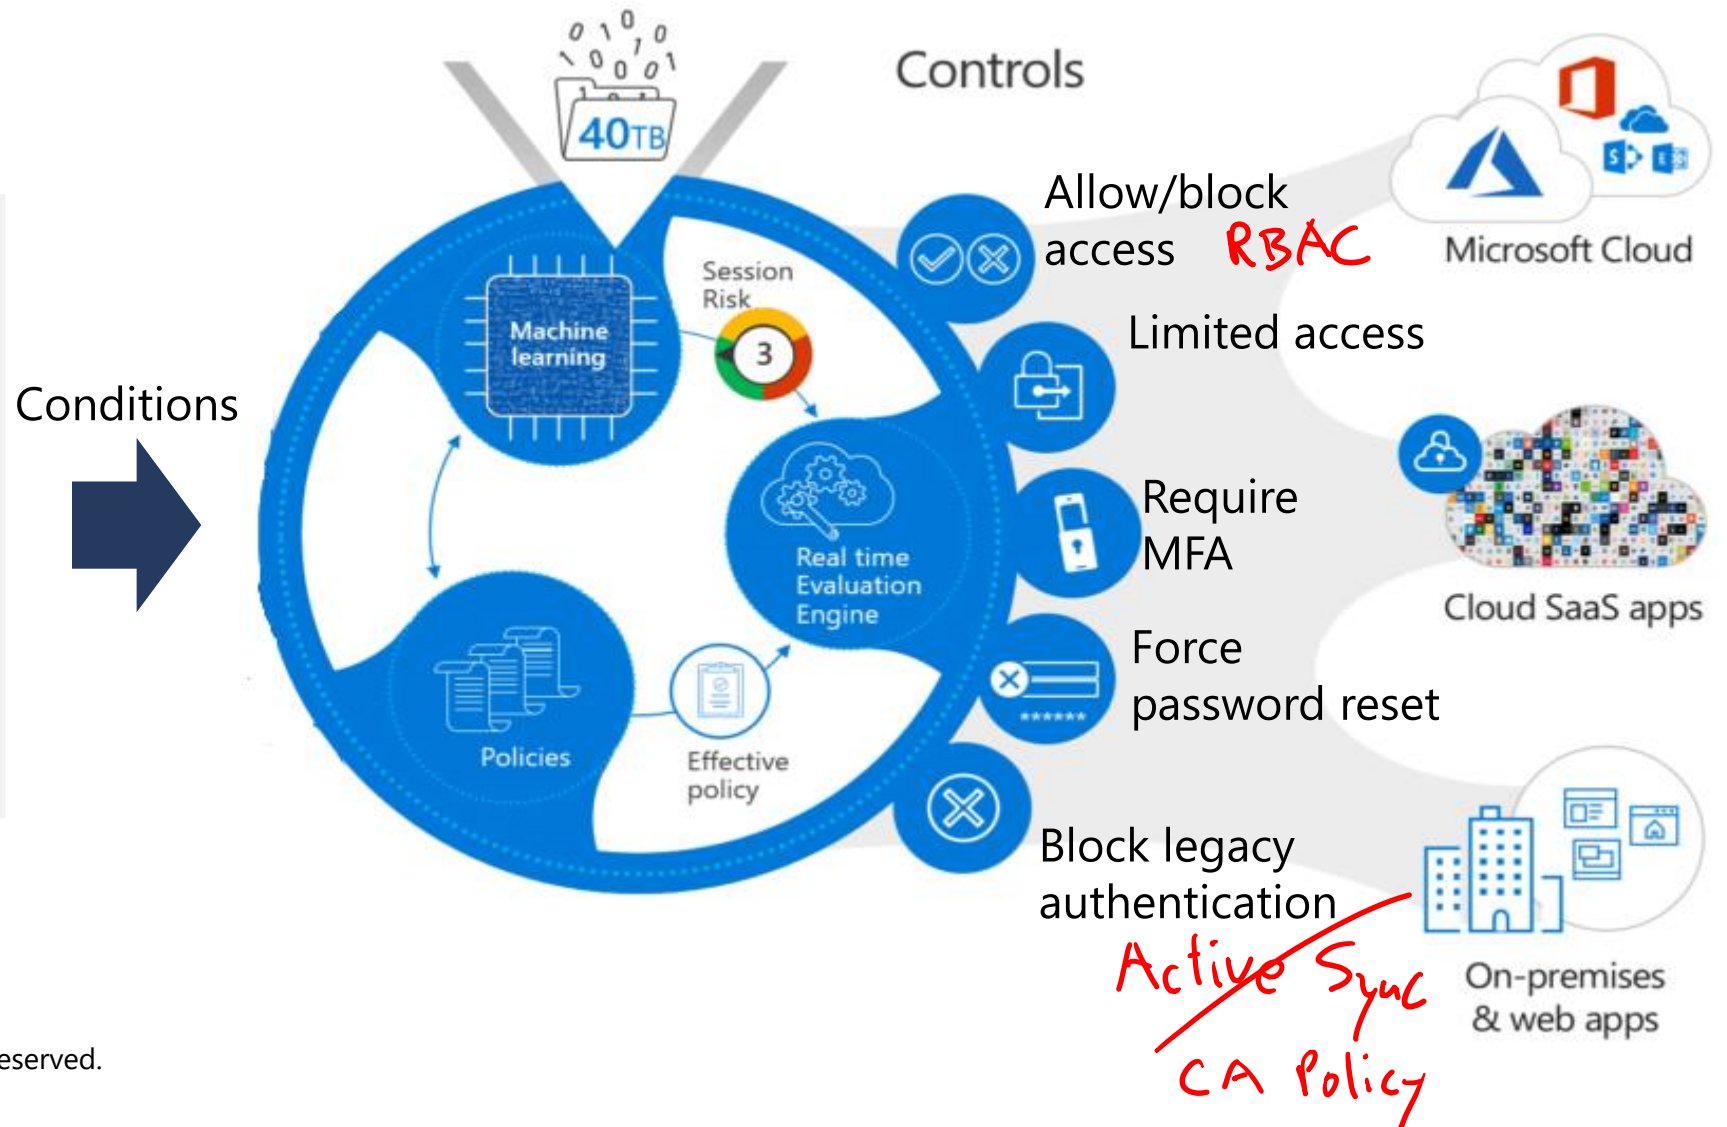 0 1 0 0
1 0 1 0 1
0 0 0
40TB
Controls
Allow/block
access RBAC
Microsoft Cloud
Session
Risk
3
Machine
learning
Limited access
Conditions
Require
MFA
Real time
Evaluation
Engine
Cloud SaaS apps
Force
password reset
******
Policies
Effective
policy
Block legacy
authentication
Active Sync
CA Policy
On-premises
& web apps
eserved.